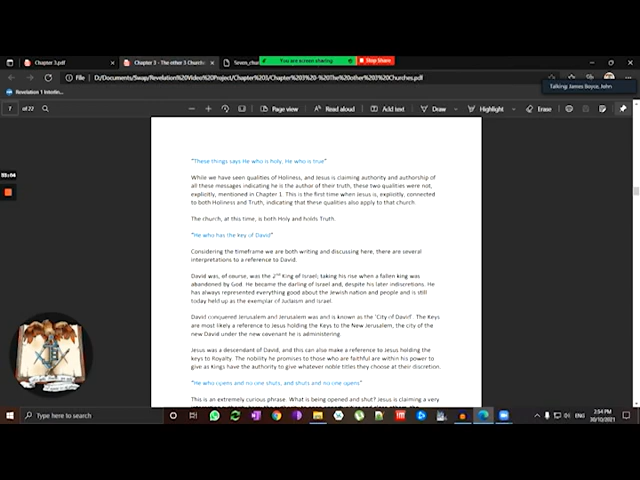 Chapter 3.pdf
Chapter 3 - The other 3 Church
Seven_chur
You are screen sharing
Stop Share
File
D:/Documents/Swap/Revelation%20Video%20Project/Chapter%203/Chapter%203%20-%20The%20other%203%20Churches.pdf
Talking: James Boyce, John
Revelation 1 Interlin...
7 of 22
Page view
Read aloud
Add text
Draw
Highlight
Erase
"These things says He who is holy, He who is true"
While we have seen qualities of Holiness, and Jesus is claiming authority and authorship of
all these messages indicating he is the author of their truth, these two qualities were not,
explicitly, mentioned in Chapter 1. This is the first time when Jesus is, explicitly, connected
to both Holiness and Truth, indicating that these qualities also apply to that church.
The church, at this time, is both Holy and holds Truth.
"He who has the key of David"
Considering the timeframe we are both writing and discussing here, there are several
interpretations to a reference to David.
David was, of course, was the 2nd King of Israel; taking his rise when a fallen king was
abandoned by God. He became the darling of Israel and, despite his later indiscretions. He
has always represented everything good about the Jewish nation and people and is still
today held up as the exemplar of Judaism and Israel.
David conquered Jerusalem and Jerusalem was and is known as the 'City of David'. The Keys
are most likely a reference to Jesus holding the Keys to the New Jerusalem, the city of the
new David under the new covenant he is administering.
Jesus was a descendant of David, and this can also make a reference to Jesus holding the
keys to Royalty. The nobility he promises to those who are faithful are within his power to
give as Kings have the authority to give whatever noble titles they choose at their discretion.
"He who opens and no one shuts, and shuts and no one opens"
This is an extremely curious phrase. What is being opened and shut? Jesus is claiming a very
Type here to search
ENG
2:54 PM
30/10/2021